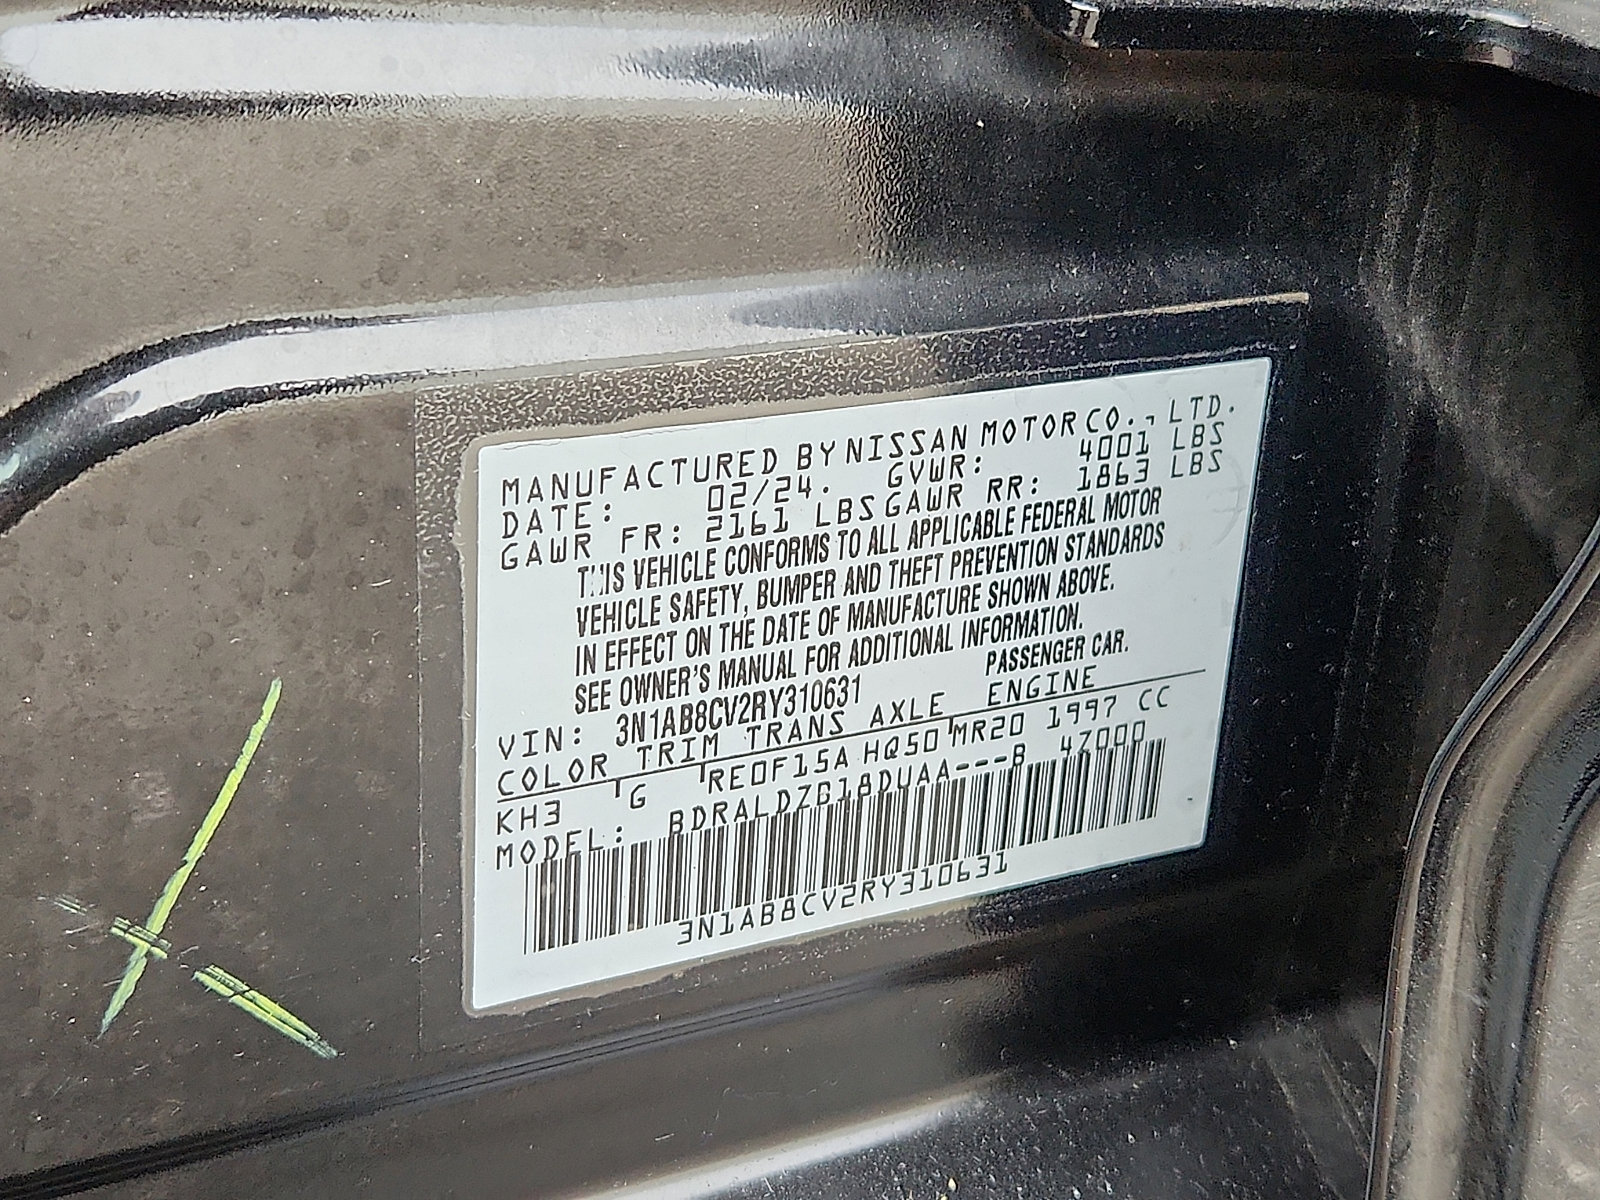 MANUFACTURED BY NISSAN MOTOR CO., LTD.
DATE: 02/24. GVWR: 4001 LBS
GAWR FR: 2161 LBS GAWR RR: 1863 LBS
THIS VEHICLE CONFORMS TO ALL APPLICABLE FEDERAL MOTOR
VEHICLE SAFETY, BUMPER AND THEFT PREVENTION STANDARDS
IN EFFECT ON THE DATE OF MANUFACTURE SHOWN ABOVE.
SEE OWNER'S MANUAL FOR ADDITIONAL INFORMATION.
VIN: 3N1AB8CV2RY310631 PASSENGER CAR.
COLOR TRIM TRANS AXLE ENGINE
KH3 G RE0F15A HQ50 MR20 1997 CC
MODEL: BDRALDZB18DUAA---B 47000
3N1AB8CV2RY310631